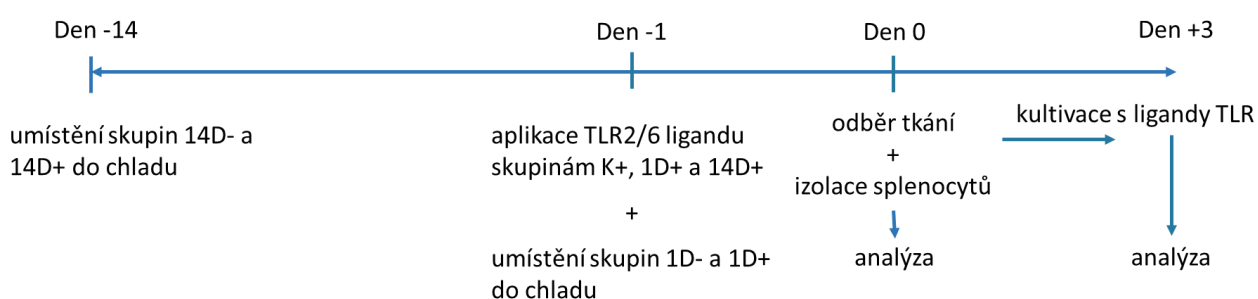 Den -14
Den -1
Den 0
Den +3
umístění skupin 14D- a
14D+ do chladu
aplikace TLR2/6 ligandu
skupinám K+, 1D+ a 14D+
+
umístění skupin 1D- a 1D+
do chladu
odběr tkání
+
izolace splenocytů
analýza
kultivace s ligandy TLR
analýza